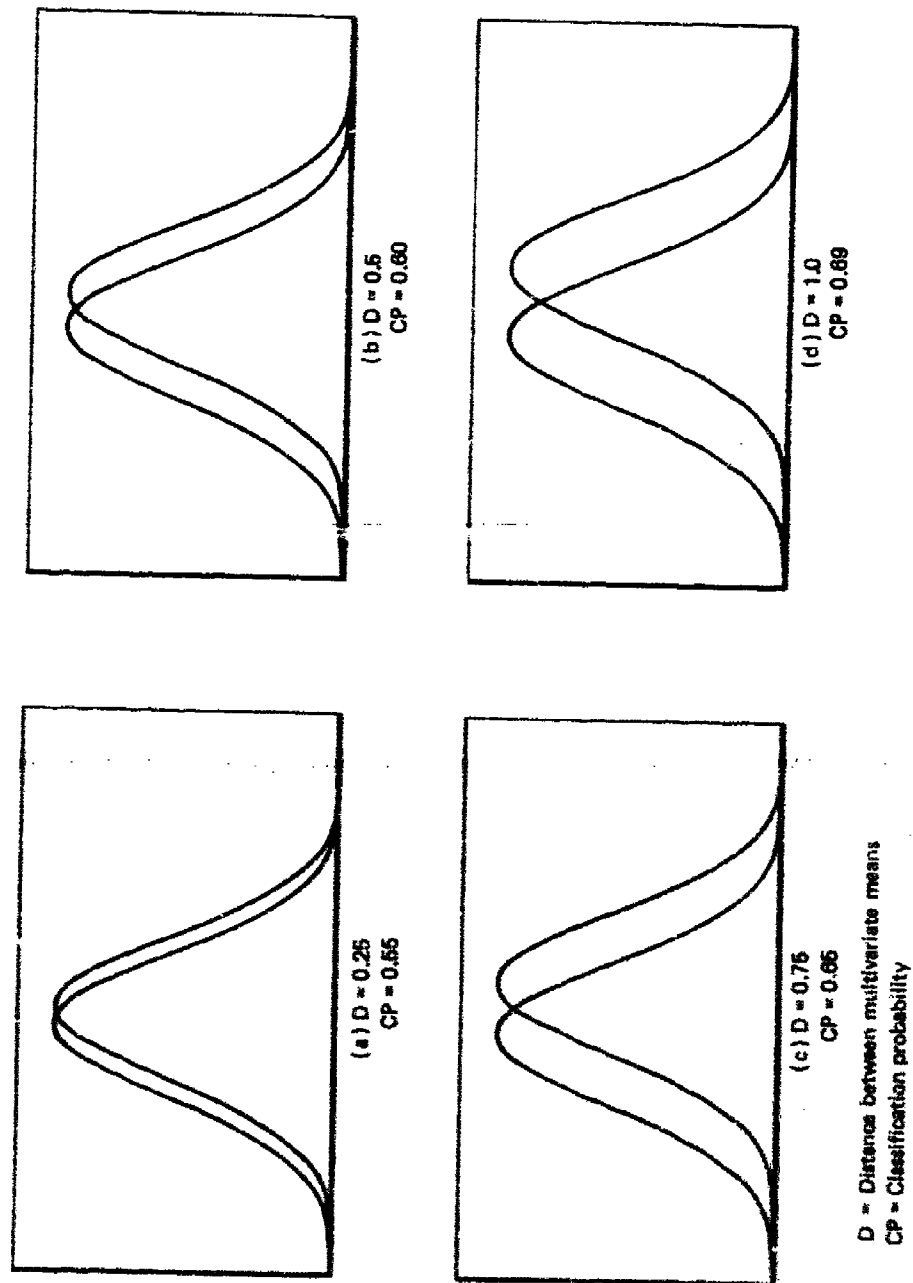 (a) D = 0.25
CP = 0.55
(b) D = 0.5
CP = 0.60
(c) D = 0.75
CP = 0.65
(d) D = 1.0
CP = 0.69
D = Distance between multivariate means
CP = Classification probability